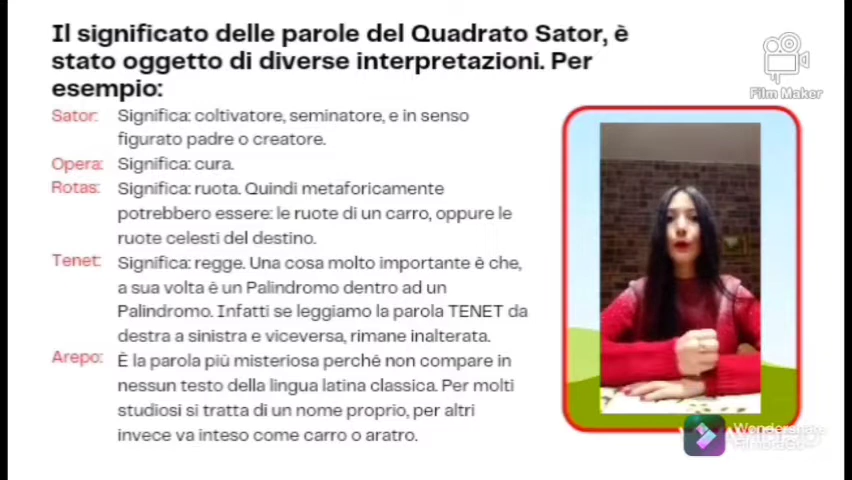 Il significato delle parole del Quadrato Sator, è
stato oggetto di diverse interpretazioni. Per
esempio:
Sator: Significa: coltivatore, seminatore, e in senso
figurato padre o creatore.
Opera: Significa: cura.
Rotas: Significa: ruota. Quindi metaforicamente
potrebbero essere: le ruote di un carro, oppure le
ruote celesti del destino.
Tenet: Significa: regge. Una cosa molto importante è che,
a sua volta è un Palindromo dentro ad un
Palindromo. Infatti se leggiamo la parola TENET da
destra a sinistra e viceversa, rimane inalterata.
Arepo: È la parola più misteriosa perché non compare in
nessun testo della lingua latina classica. Per molti
studiosi si tratta di un nome proprio, per altri
invece va inteso come carro o aratro.
Film Maker
Wondershare